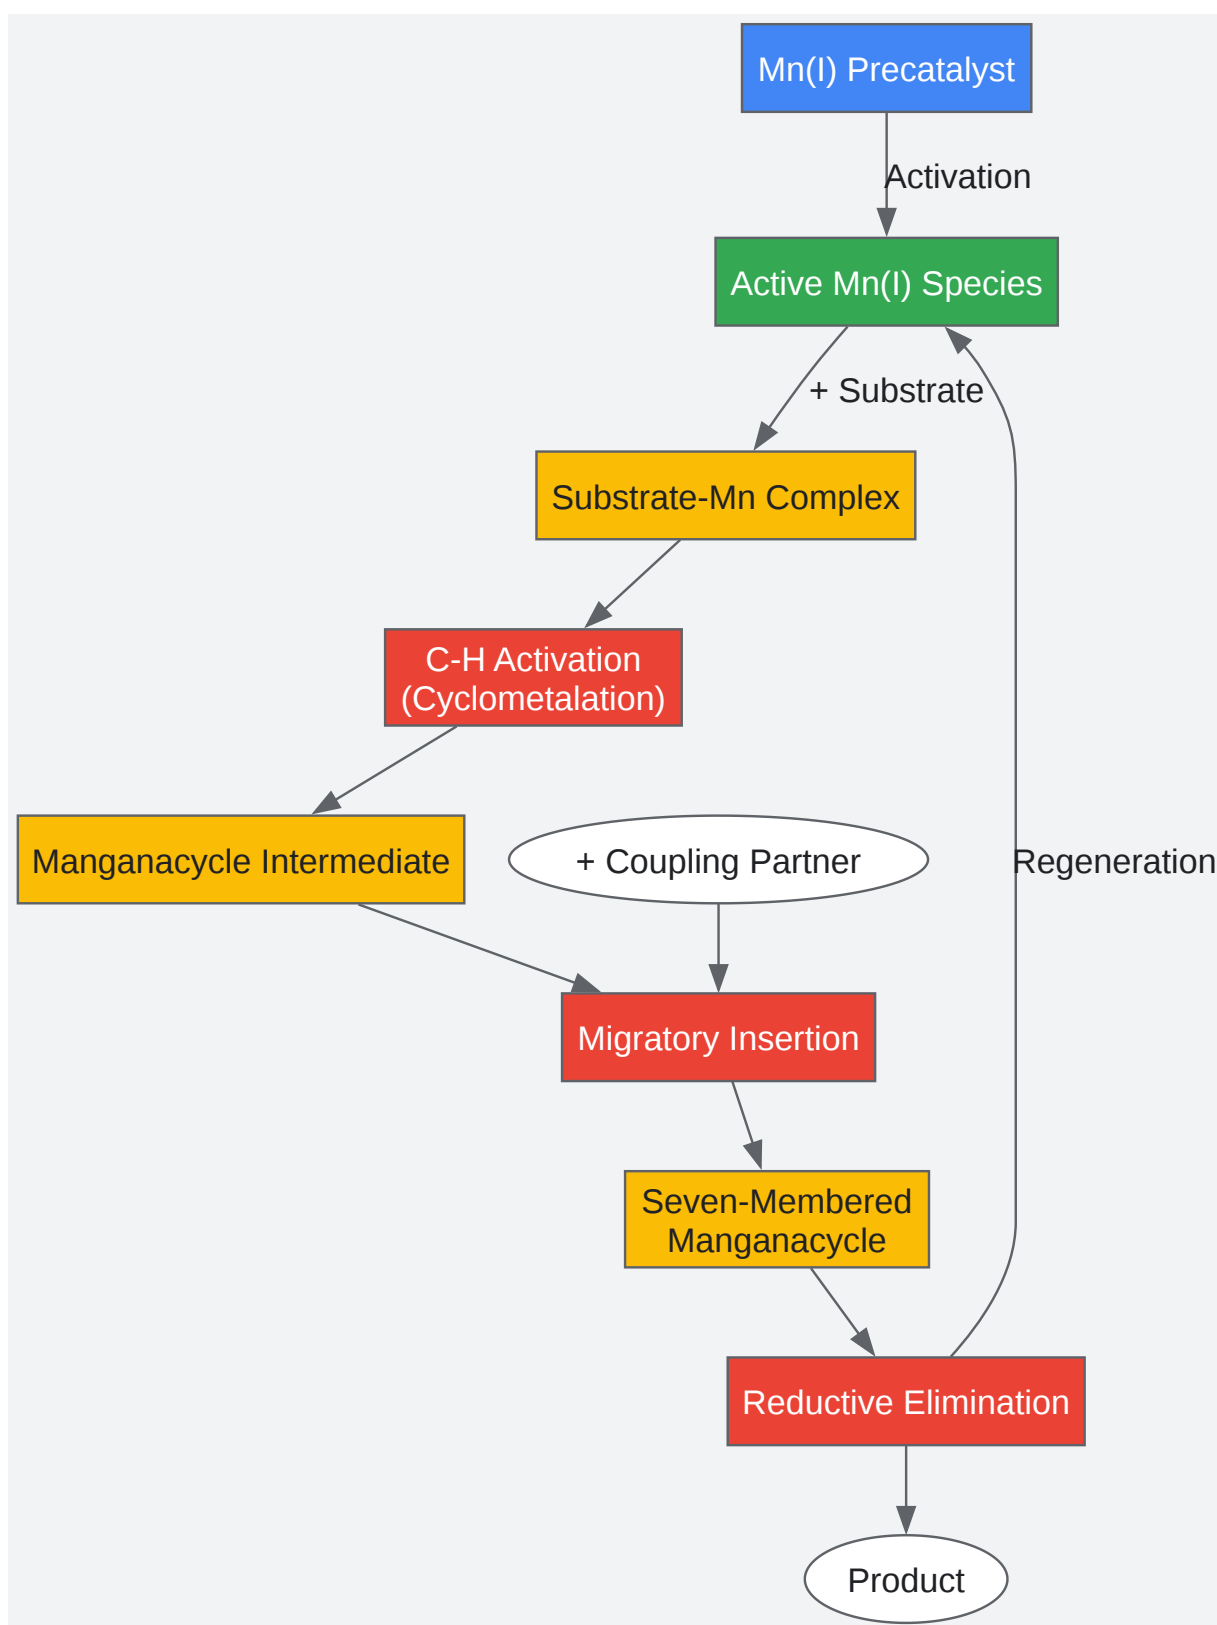 Mn(I) Precatalyst
Activation
Active Mn(I) Species
+ Substrate
Substrate-Mn Complex
C-H Activation
(Cyclometalation)
Manganacycle Intermediate
+ Coupling Partner
Regeneration
Migratory Insertion
Seven-Membered
Manganacycle
Reductive Elimination
Product